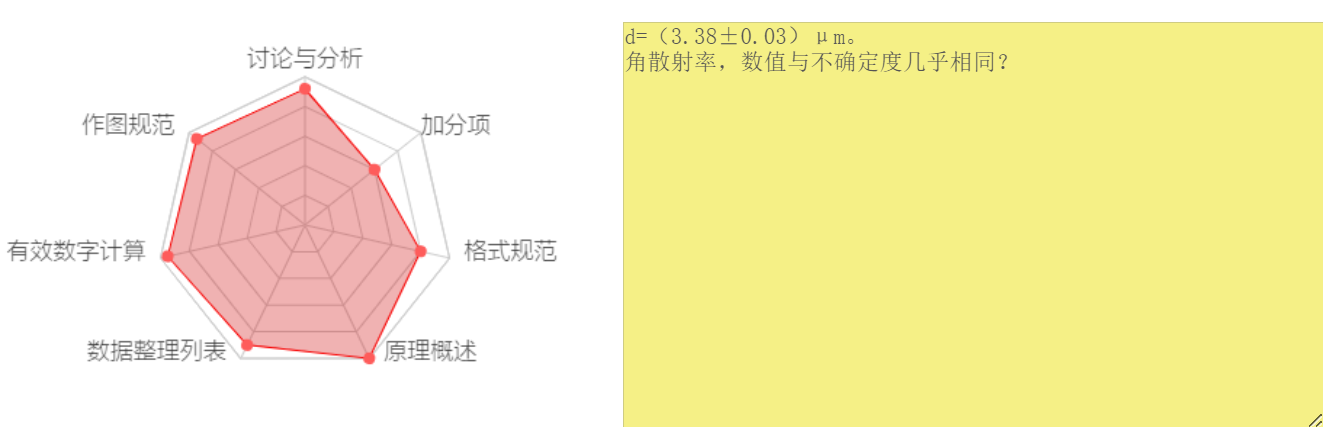 讨论与分析
作图规范
加分项
有效数字计算
格式规范
数据整理列表
原理概述
d=（3.38±0.03）μm。
角散射率，数值与不确定度几乎相同？